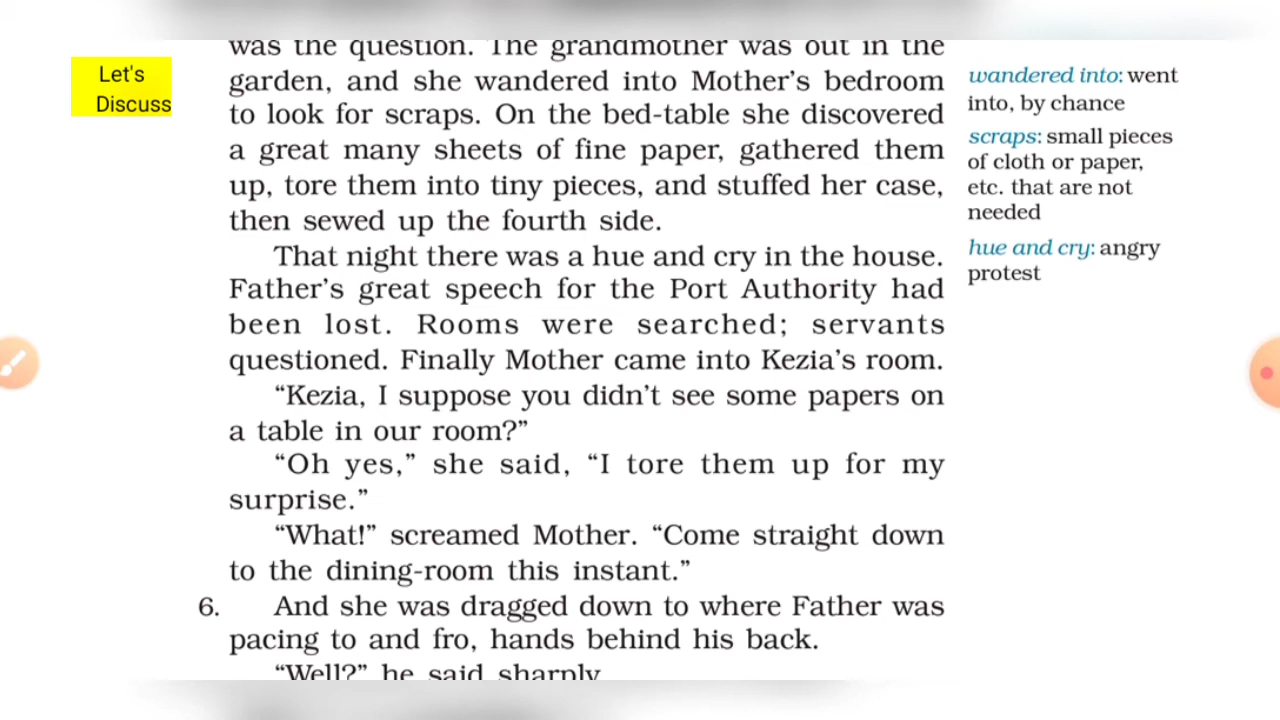 Let's
Discuss
was the question. The grandmother was out in the
garden, and she wandered into Mother's bedroom
to look for scraps. On the bed-table she discovered
a great many sheets of fine paper, gathered them
up, tore them into tiny pieces, and stuffed her case,
then sewed up the fourth side.
That night there was a hue and cry in the house.
Father's great speech for the Port Authority had
been lost. Rooms were searched; servants
questioned. Finally Mother came into Kezia's room.
“Kezia, I suppose you didn't see some papers on
a table in our room?”
“Oh yes,” she said, “I tore them up for my
surprise.”
“What!” screamed Mother. “Come straight down
to the dining-room this instant.”
6. And she was dragged down to where Father was
pacing to and fro, hands behind his back.
“Well?” he said sharply
wandered into: went
into, by chance
scraps: small pieces
of cloth or paper,
etc. that are not
needed
hue and cry: angry
protest